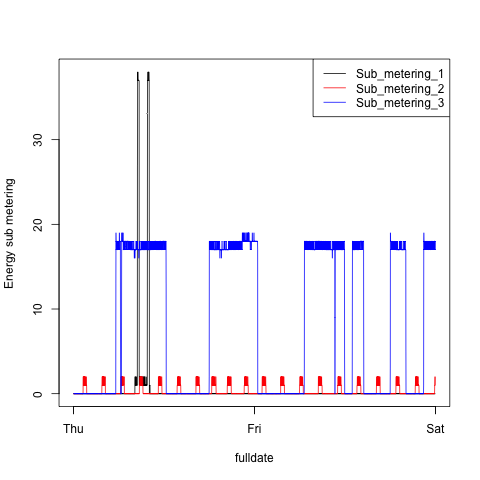 Sub_metering_1
Sub_metering_2
Sub_metering_3
Energy sub metering
30
20
10
0
Thu Fri Sat
fulldate